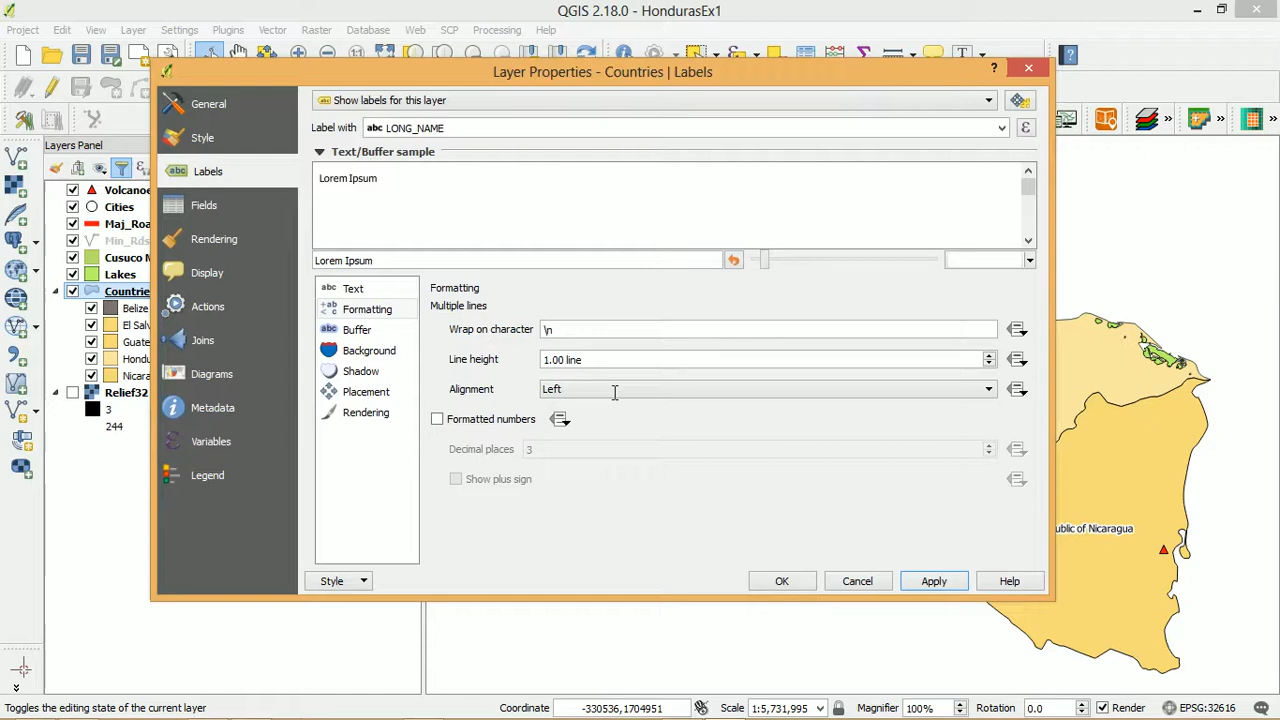 QGIS 2.18.0 - HondurasEx1
Project Edit View Layer Settings Plugins Vector Raster Database Web SCP Processing Help
Layer Properties - Countries | Labels
General
Style
Labels
Fields
Rendering
Display
Actions
Joins
Diagrams
Metadata
Variables
Legend
Show labels for this layer
Label with abc LONG_NAME
Text/Buffer sample
Lorem Ipsum
Lorem Ipsum
Text
Formatting
Buffer
Background
Shadow
Placement
Rendering
Formatting
Multiple lines
Wrap on character \n
Line height 1.00 line
Alignment Left
Formatted numbers
Decimal places 3
Show plus sign
Style
OK
Cancel
Apply
Help
Layers Panel
Volcanoe
Cities
Maj_Roa
Min_Rds
Cusuco N
Lakes
Countrie
Belize
El Salv
Guate
Hondu
Nicara
Relief32
3
244
ublic of Nicaragua
Toggles the editing state of the current layer
Coordinate -330536,1704951
Scale 1:5,731,995
Magnifier 100%
Rotation 0.0
Render
EPSG:32616